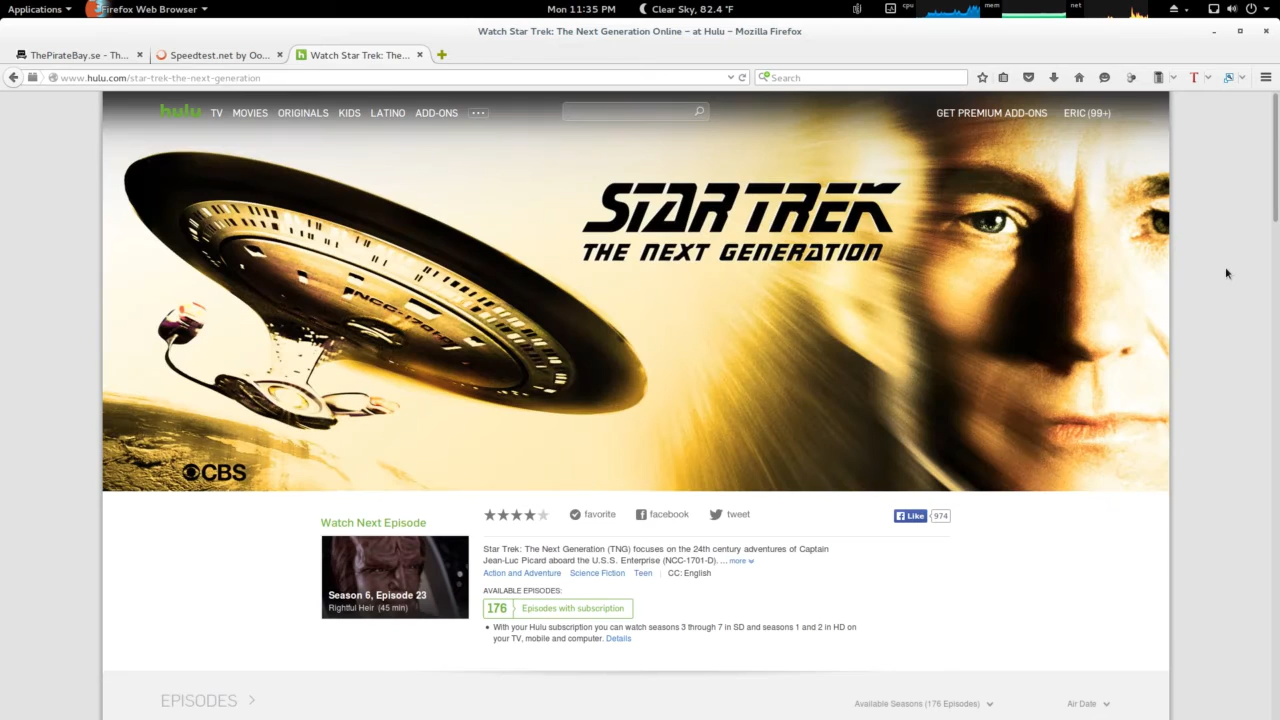 Applications
Firefox Web Browser
Mon 11:35 PM
Clear Sky, 82.4 °F
cpu
mem
net
Watch Star Trek: The Next Generation Online – at Hulu – Mozilla Firefox
ThePirateBay.se - Th...
Speedtest.net by Oo...
Watch Star Trek: The...
www.hulu.com/star-trek-the-next-generation
Search
hulu
TV
MOVIES
ORIGINALS
KIDS
LATINO
ADD-ONS
GET PREMIUM ADD-ONS
ERIC (99+)
STAR TREK
THE NEXT GENERATION
CBS
Watch Next Episode
Season 6, Episode 23
Rightful Heir (45 min)
favorite
facebook
tweet
Like
974
Star Trek: The Next Generation (TNG) focuses on the 24th century adventures of Captain
Jean-Luc Picard aboard the U.S.S. Enterprise (NCC-1701-D). ... more
Action and Adventure
Science Fiction
Teen
CC: English
AVAILABLE EPISODES:
176 Episodes with subscription
• With your Hulu subscription you can watch seasons 3 through 7 in SD and seasons 1 and 2 in HD on
your TV, mobile and computer. Details
EPISODES
Available Seasons (176 Episodes)
Air Date